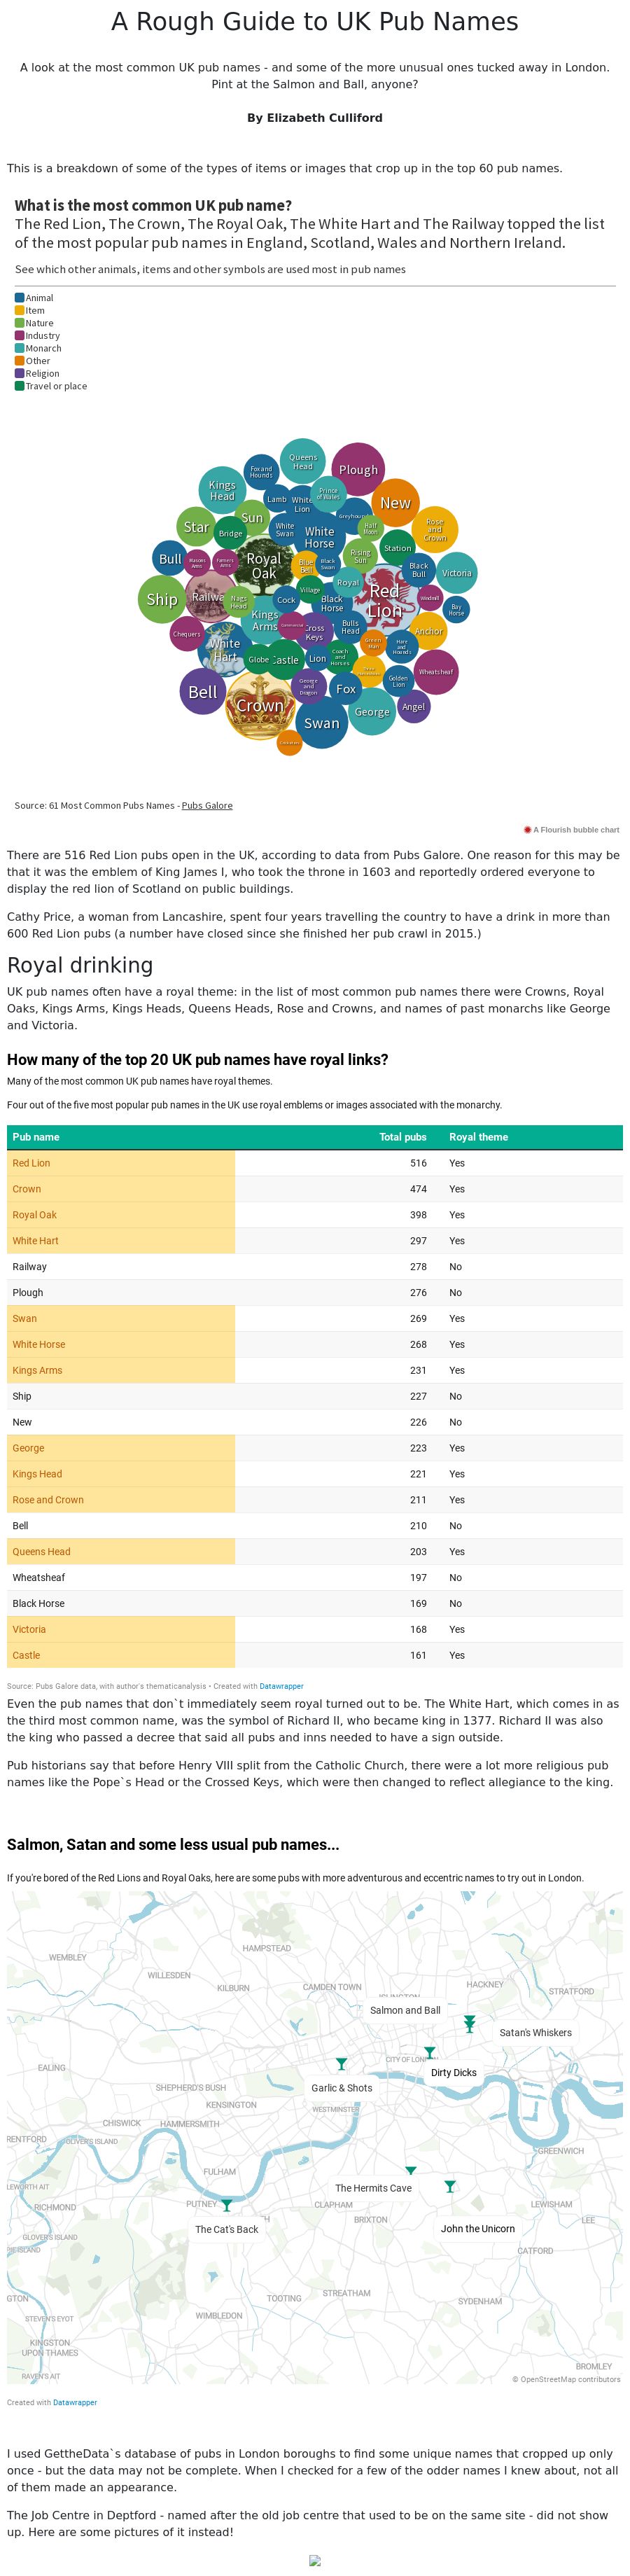 A Rough Guide to UK Pub Names
A look at the most common UK pub names - and some of the more unusual ones tucked away in London.
Pint at the Salmon and Ball, anyone?
By Elizabeth Culliford
This is a breakdown of some of the types of items or images that crop up in the top 60 pub names.
What is the most common UK pub name?
The Red Lion, The Crown, The Royal Oak, The White Hart and The Railway topped the list
of the most popular pub names in England, Scotland, Wales and Northern Ireland.
See which other animals, items and other symbols are used most in pub names
Animal
Item
Nature
Industry
Monarch
Other
Religion
Travel or place
Queens
Head
Plough
Fox and
Hounds
Kings
Head
Lamb
White
Lion
Prince
of Wales
New
Greyhound
Rose
and
Crown
Star
Sun
Bridge
White
Swan
White
Horse
Half
Moon
Station
Bull
Masons
Arms
Farmers
Arms
Royal
Oak
Blue
Bell
Black
Swan
Rising
Sun
Black
Bull
Victoria
Ship
Railway
Nags
Head
Village
Royal
Red
Lion
Windmill
Bay
Horse
Cock
Black
Horse
Kings
Arms
Commercial
Cross
Keys
Bulls
Head
Anchor
Chequers
White
Hart
Green
Man
Hare
and
Hounds
Globe
Castle
Lion
Coach
and
Horses
Wheatsheaf
Bell
Crown
George
and
Dragon
Fox
Golden
Lion
Angel
Swan
George
Source: 61 Most Common Pubs Names - Pubs Galore
A Flourish bubble chart
There are 516 Red Lion pubs open in the UK, according to data from Pubs Galore. One reason for this may be
that it was the emblem of King James I, who took the throne in 1603 and reportedly ordered everyone to
display the red lion of Scotland on public buildings.
Cathy Price, a woman from Lancashire, spent four years travelling the country to have a drink in more than
600 Red Lion pubs (a number have closed since she finished her pub crawl in 2015.)
Royal drinking
UK pub names often have a royal theme: in the list of most common pub names there were Crowns, Royal
Oaks, Kings Arms, Kings Heads, Queens Heads, Rose and Crowns, and names of past monarchs like George
and Victoria.
How many of the top 20 UK pub names have royal links?
Many of the most common UK pub names have royal themes.
Four out of the five most popular pub names in the UK use royal emblems or images associated with the monarchy.
Pub name Total pubs Royal theme
Red Lion 516 Yes
Crown 474 Yes
Royal Oak 398 Yes
White Hart 297 Yes
Railway 278 No
Plough 276 No
Swan 269 Yes
White Horse 268 Yes
Kings Arms 231 Yes
Ship 227 No
New 226 No
George 223 Yes
Kings Head 221 Yes
Rose and Crown 211 Yes
Bell 210 No
Queens Head 203 Yes
Wheatsheaf 197 No
Black Horse 169 No
Victoria 168 Yes
Castle 161 Yes
Source: Pubs Galore data, with author's thematicanalysis • Created with Datawrapper
Even the pub names that don`t immediately seem royal turned out to be. The White Hart, which comes in as
the third most common name, was the symbol of Richard II, who became king in 1377. Richard II was also
the king who passed a decree that said all pubs and inns needed to have a sign outside.
Pub historians say that before Henry VIII split from the Catholic Church, there were a lot more religious pub
names like the Pope`s Head or the Crossed Keys, which were then changed to reflect allegiance to the king.
Salmon, Satan and some less usual pub names...
If you're bored of the Red Lions and Royal Oaks, here are some pubs with more adventurous and eccentric names to try out in London.
HAMPSTEAD
WEMBLEY
WILLESDEN
KILBURN
CAMDEN TOWN
HACKNEY
STRATFORD
ISLINGTON
Salmon and Ball
Satan's Whiskers
CITY OF LONDON
EALING
Dirty Dicks
SHEPHERD'S BUSH
Garlic & Shots
KENSINGTON
WESTMINSTER
CHISWICK
HAMMERSMITH
BRENTFORD
OLIVER'S ISLAND
GREENWICH
FULHAM
ISLEWORTH AIT
The Hermits Cave
RICHMOND
PUTNEY
CLAPHAM
LEWISHAM
BRIXTON
LEE
The Cat's Back
John the Unicorn
GLOVER'S ISLAND
CATFORD
TOOTING
STREATHAM
SYDENHAM
WIMBLEDON
STEVEN'S EYOT
KINGSTON
UPON THAMES
BROMLEY
RAVEN'S AIT
© OpenStreetMap contributors
Created with Datawrapper
I used GettheData`s database of pubs in London boroughs to find some unique names that cropped up only
once - but the data may not be complete. When I checked for a few of the odder names I knew about, not all
of them made an appearance.
The Job Centre in Deptford - named after the old job centre that used to be on the same site - did not show
up. Here are some pictures of it instead!